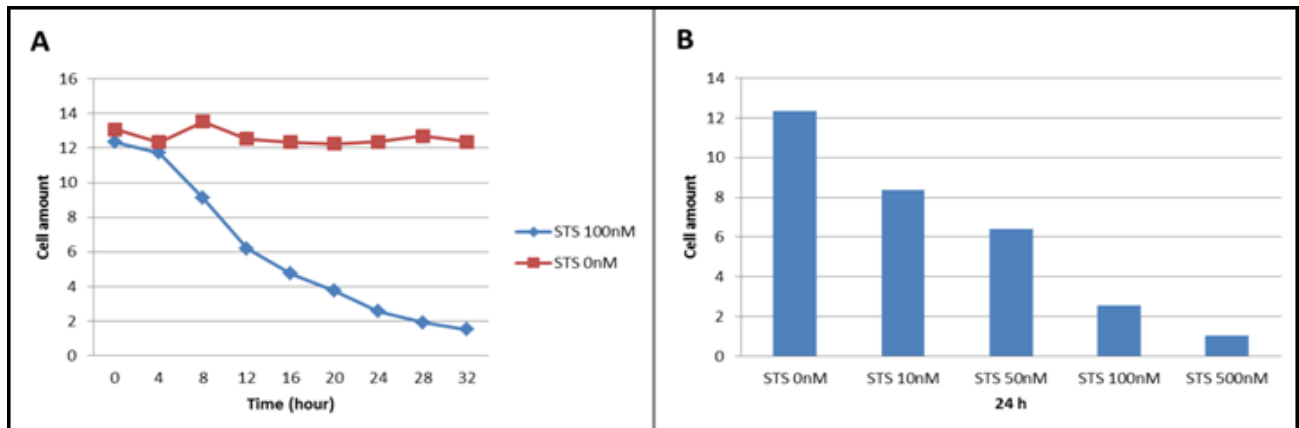 A
16
14
12
10
8
6
4
2
0
Cell amount
0 4 8 12 16 20 24 28 32
Time (hour)
STS 100nM
STS 0nM
B
14
12
10
8
6
4
2
0
Cell amount
STS 0nM STS 10nM STS 50nM STS 100nM STS 500nM
24 h